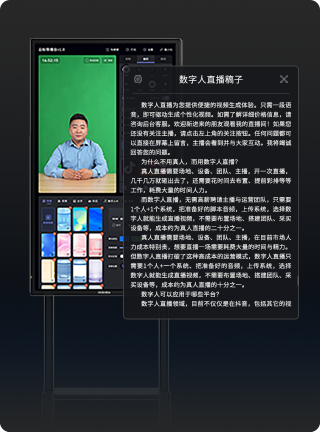 14:52:15
数字人直播稿子
数字人直播为您提供便捷的视频生成体验。只需一段语
音，即可驱动生成个性化视频。如需了解详细价格信息，请
咨询后台客服。欢迎新进来的朋友观看我的直播间！如果您
还没有关注主播，请点击左上角的关注按钮。任何问题都可
以直接在屏幕上留言，主播会看到并与大家互动。我将竭诚
回答您的问题。
为什么不用真人，而用数字人直播？
真人直播需要场地、设备、团队、主播，开一次直播，
几千几万就砸出去了，还需要花时间去布置、提前彩排等等
工作，耗费大量的时间人力。
而数字人直播，无需高薪聘请主播与运营团队，只需要
1个人+1个系统，把准备好的脚本音频，上传系统，选择数
字人就能生成直播视频，不需要布置场地、搭建团队、采买
设备等，成本约为真人直播的二十分之一。
真人直播需要场地、设备、团队、主播，在目前市场人
力成本特别贵，想要直播一场需要耗费大量的时间与精力。
但数字人直播打破了这种高成本的运营模式，数字人直播只
需要1个人+一个系统、把准备好的音频，上传系统，选择
数字人就能生成直播视频，不需要布置场地、搭建团队、采
买设备等，成本约为真人直播的十分之一。
数字人可以应用于哪些平台？
数字人直播领域，目前不仅仅是在抖音，包括其它的视